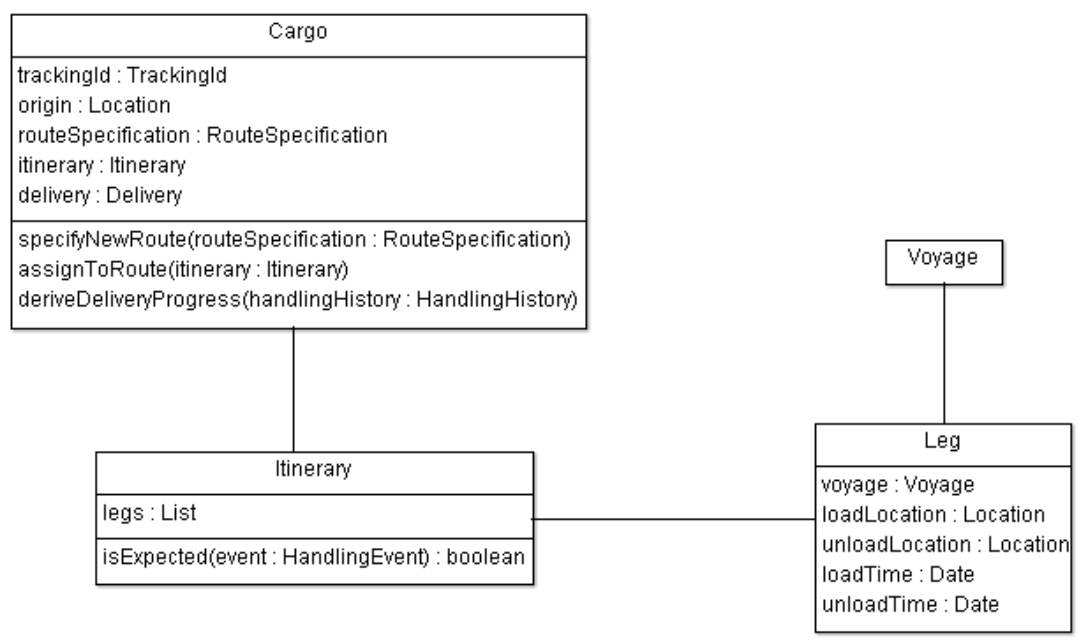 Cargo
trackingId : TrackingId
origin : Location
routeSpecification : RouteSpecification
itinerary : Itinerary
delivery : Delivery
specifyNewRoute(routeSpecification : RouteSpecification)
assignToRoute(itinerary : Itinerary)
deriveDeliveryProgress(handlingHistory : HandlingHistory)
Voyage
Itinerary
legs : List
isExpected(event : HandlingEvent) : boolean
Leg
voyage : Voyage
loadLocation : Location
unloadLocation : Location
loadTime : Date
unloadTime : Date